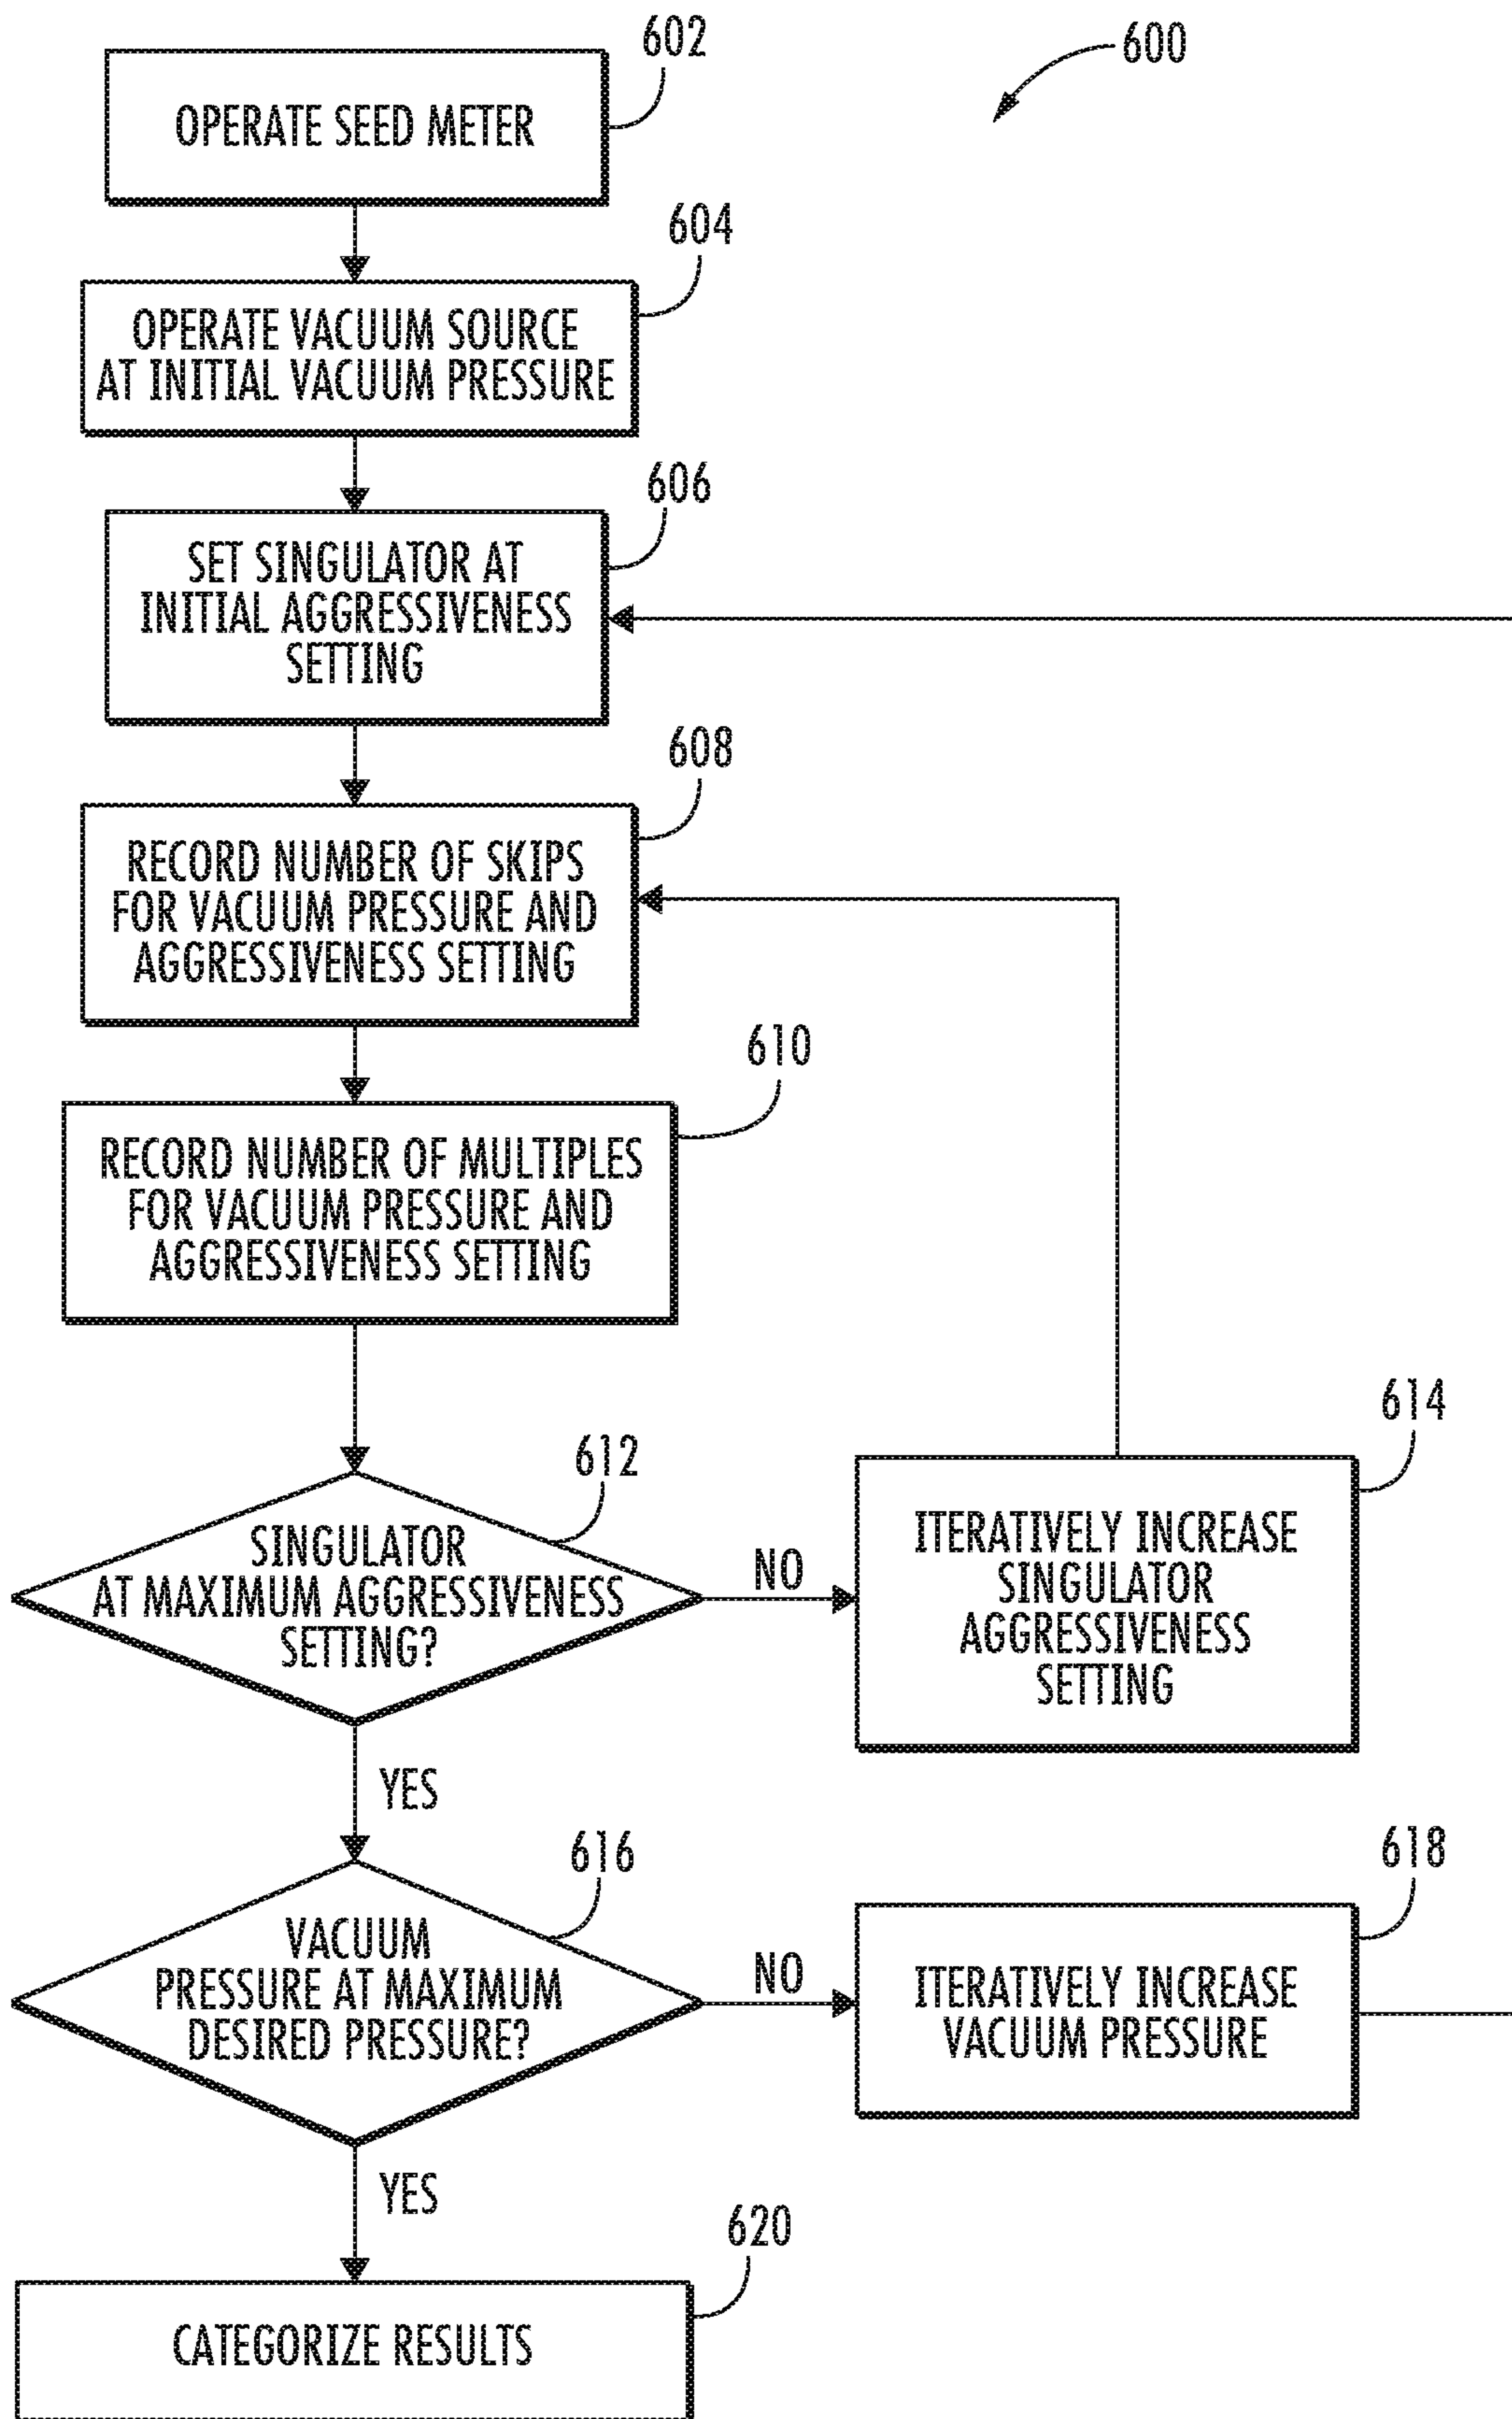 602
600
OPERATE SEED METER
604
OPERATE VACUUM SOURCE
AT INITIAL VACUUM PRESSURE
606
SET SINGULATOR AT
INITIAL AGGRESSIVENESS
SETTING
608
RECORD NUMBER OF SKIPS
FOR VACUUM PRESSURE AND
AGGRESSIVENESS SETTING
610
RECORD NUMBER OF MULTIPLES
FOR VACUUM PRESSURE AND
AGGRESSIVENESS SETTING
612
SINGULATOR
AT MAXIMUM AGGRESSIVENESS
SETTING?
NO
614
ITERATIVELY INCREASE
SINGULATOR
AGGRESSIVENESS
SETTING
YES
616
VACUUM
PRESSURE AT MAXIMUM
DESIRED PRESSURE?
NO
618
ITERATIVELY INCREASE
VACUUM PRESSURE
YES
620
CATEGORIZE RESULTS